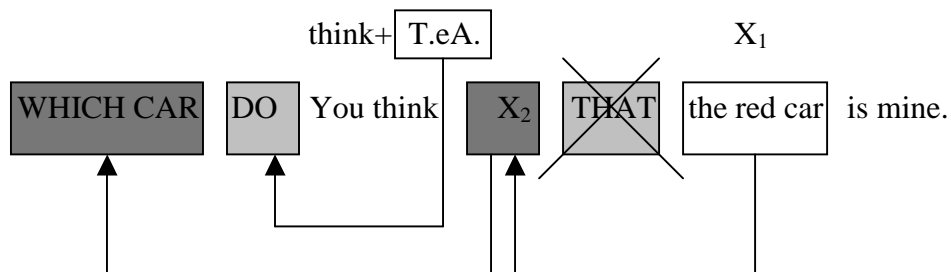 think+ T.eA. X₁
WHICH CAR DO You think X₂ THAT the red car is mine.